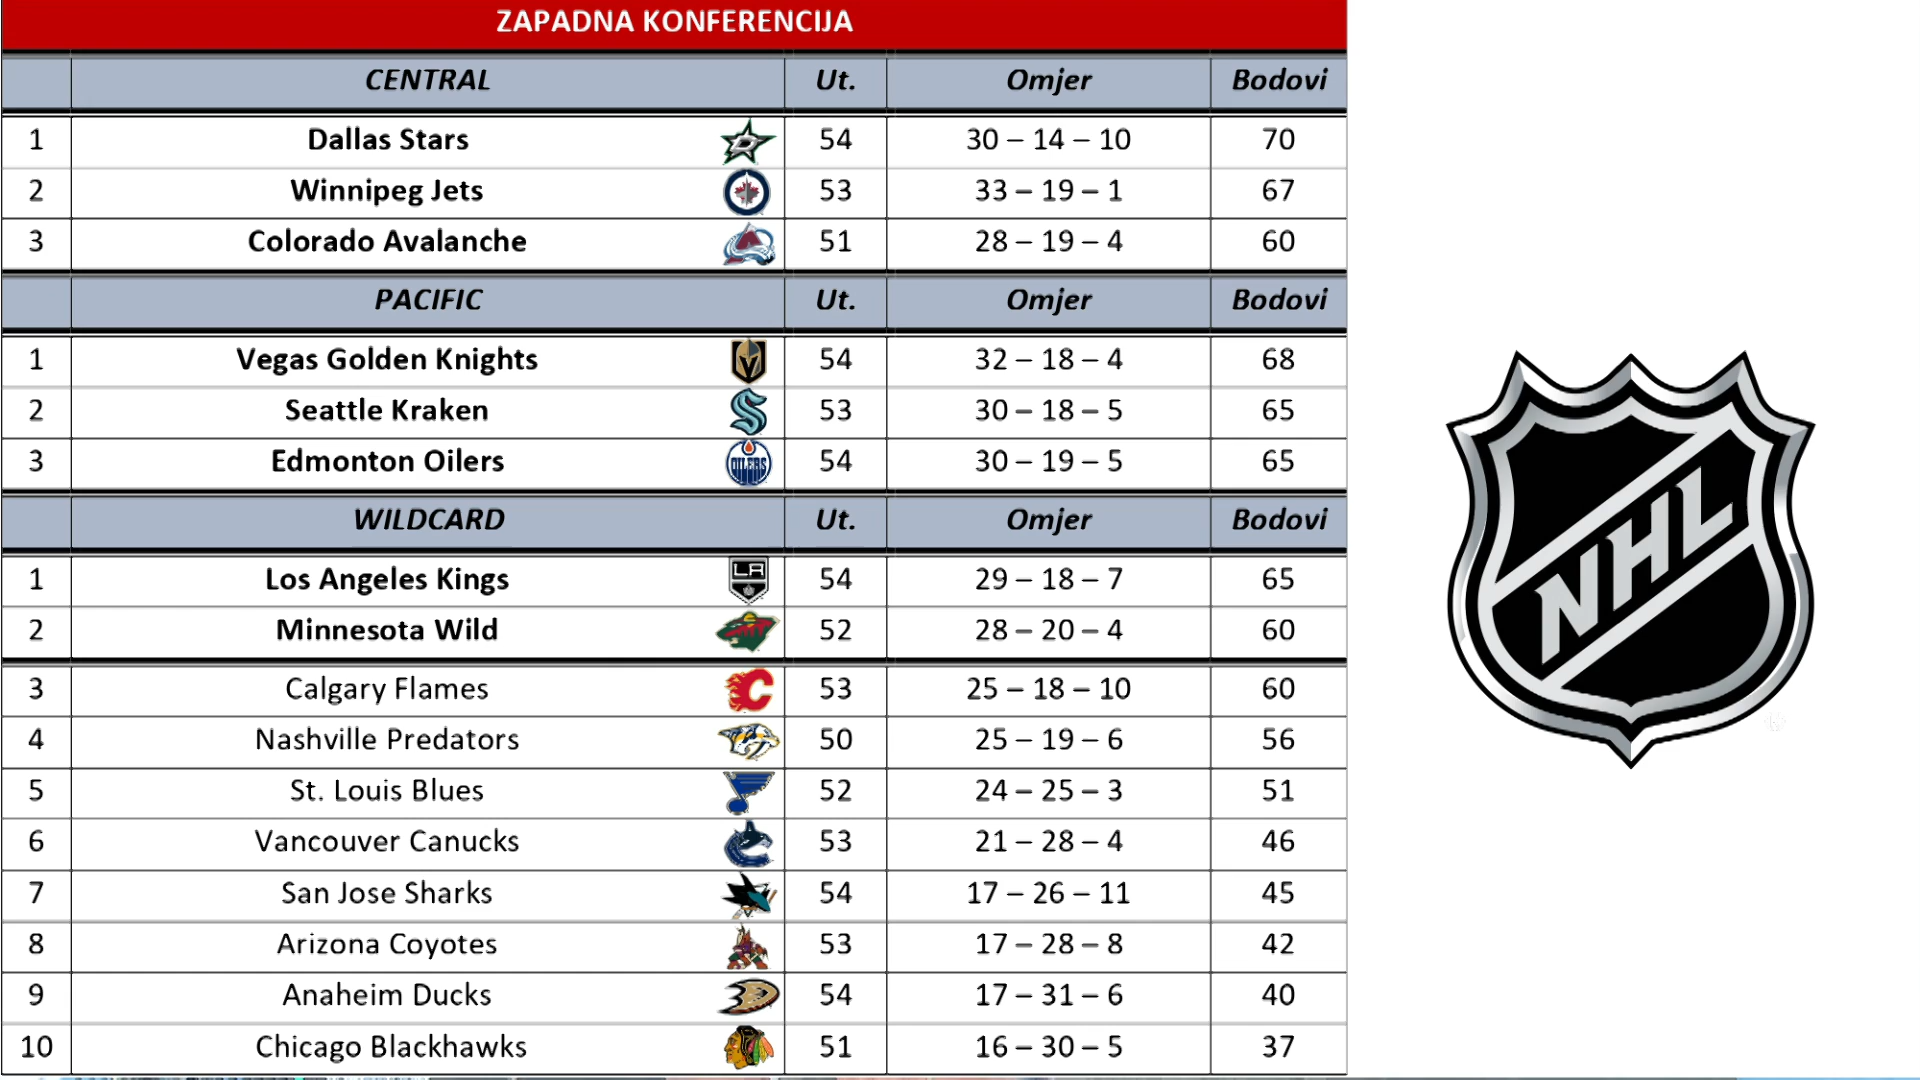 ZAPADNA KONFERENCIJA
CENTRAL Ut. Omjer Bodovi
1 Dallas Stars 54 30 – 14 – 10 70
2 Winnipeg Jets 53 33 – 19 – 1 67
3 Colorado Avalanche 51 28 – 19 – 4 60
PACIFIC Ut. Omjer Bodovi
1 Vegas Golden Knights 54 32 – 18 – 4 68
2 Seattle Kraken 53 30 – 18 – 5 65
3 Edmonton Oilers OILERS 54 30 – 19 – 5 65
WILDCARD Ut. Omjer Bodovi
1 Los Angeles Kings LA 54 29 – 18 – 7 65
2 Minnesota Wild 52 28 – 20 – 4 60
3 Calgary Flames C 53 25 – 18 – 10 60
4 Nashville Predators 50 25 – 19 – 6 56
5 St. Louis Blues 52 24 – 25 – 3 51
6 Vancouver Canucks 53 21 – 28 – 4 46
7 San Jose Sharks 54 17 – 26 – 11 45
8 Arizona Coyotes 53 17 – 28 – 8 42
9 Anaheim Ducks 54 17 – 31 – 6 40
10 Chicago Blackhawks 51 16 – 30 – 5 37
NHL